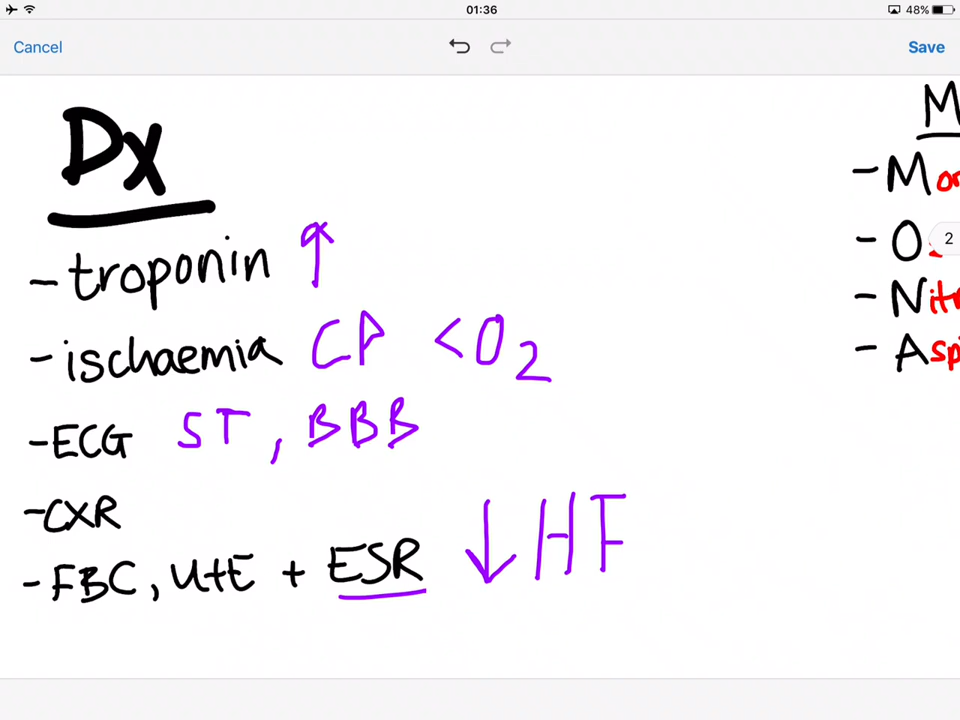 01:36
48%
Cancel
Save
Dx
M
- Mor
- O
2
- Nitr
- Asp
- troponin ↑
- ischaemia CP <O2
- ECG ST, BBB
- CXR
- FBC, U+E + ESR ↓ HF